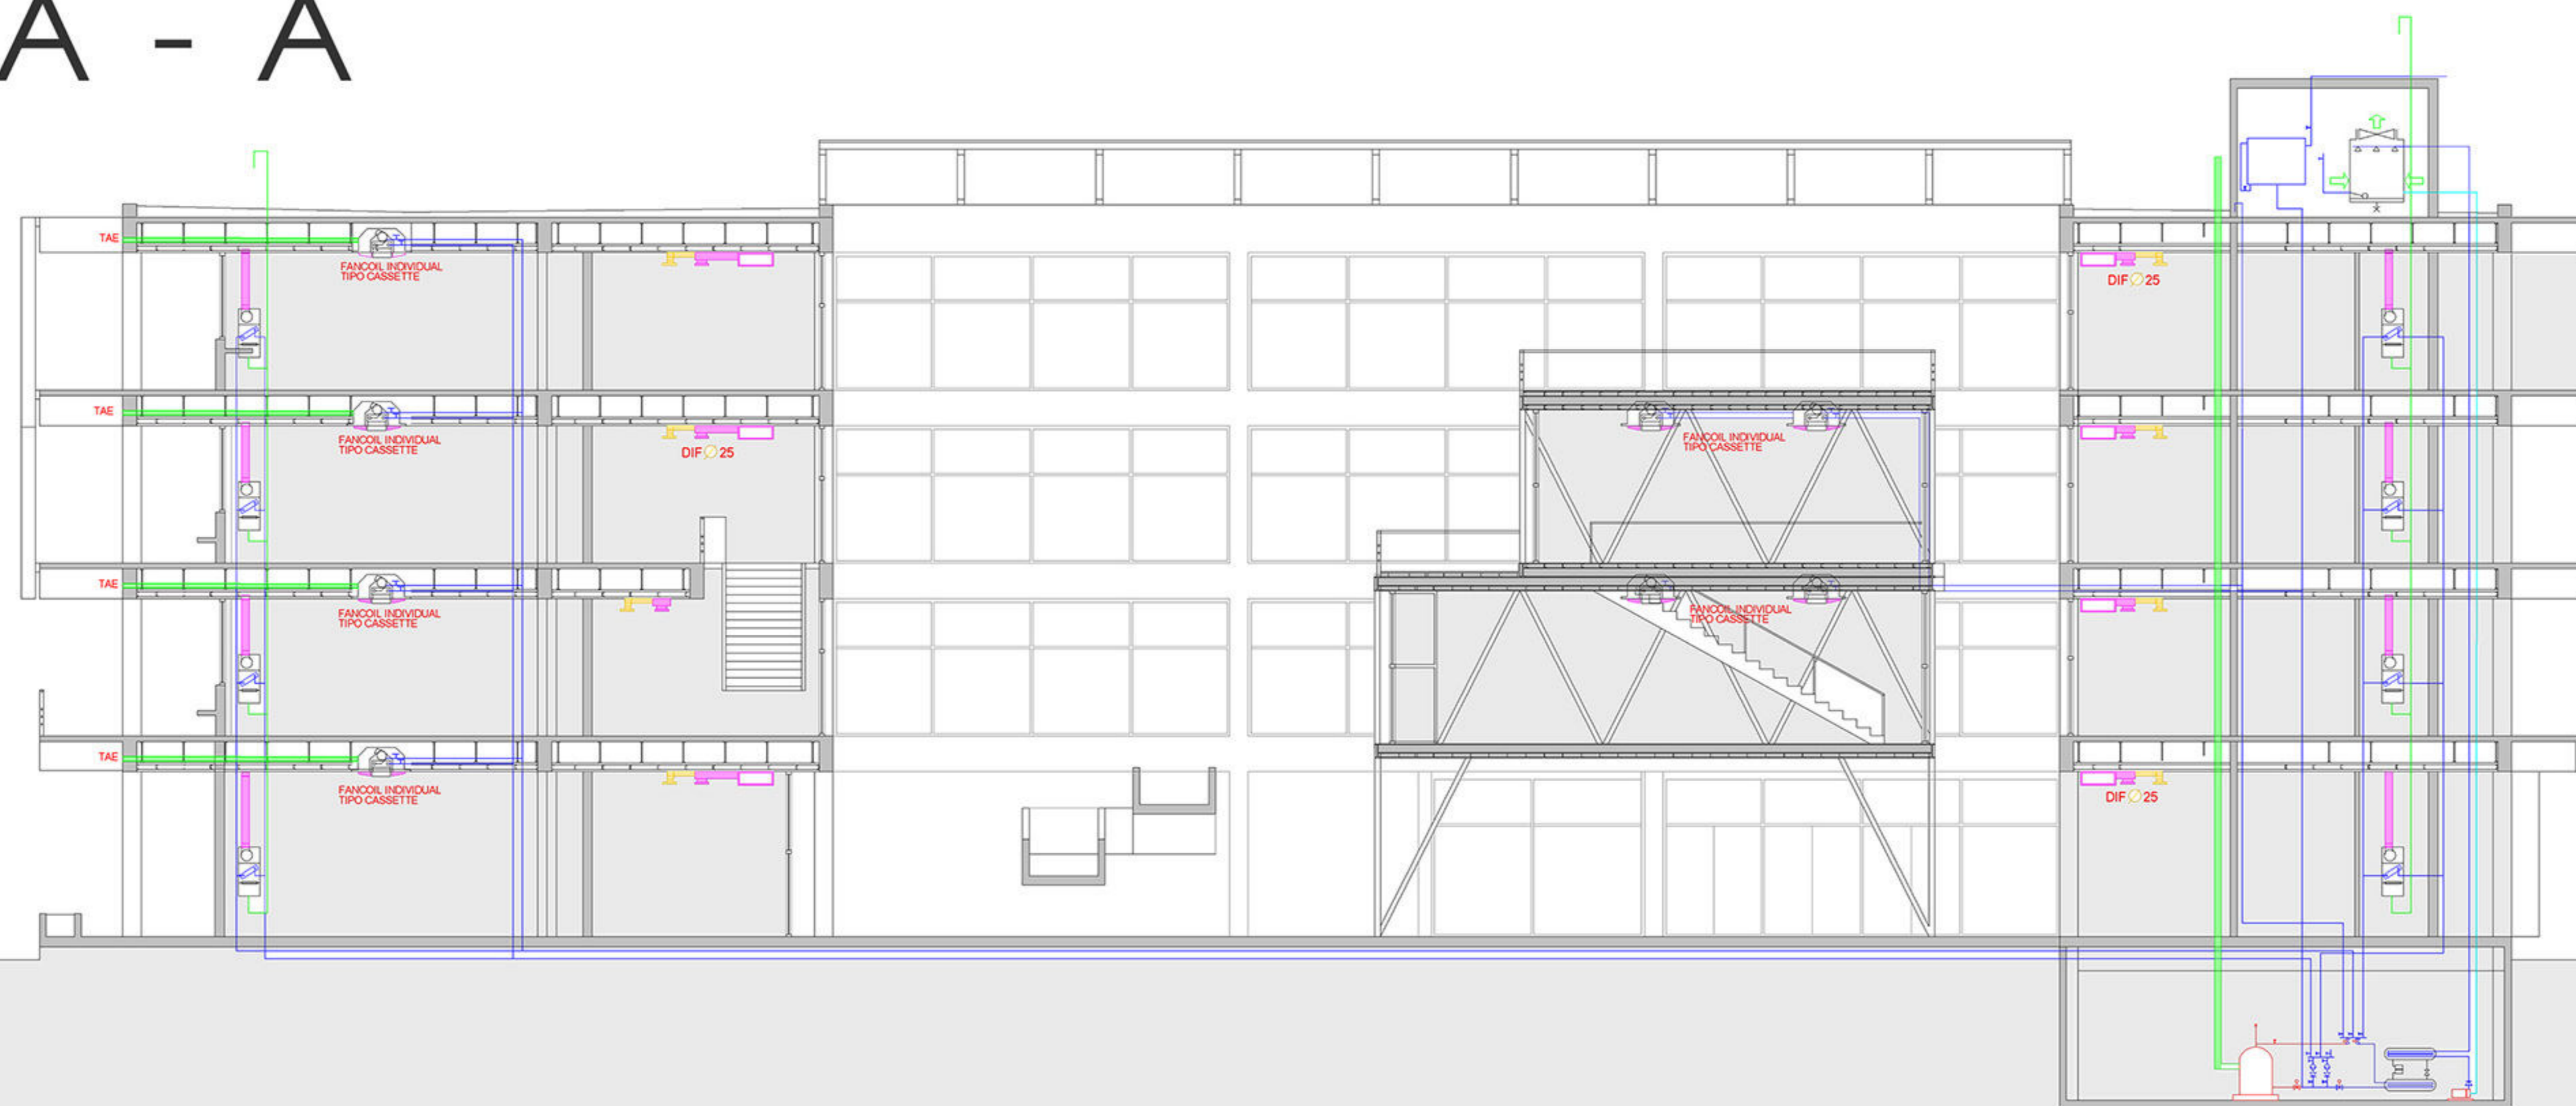 A - A
TAE
FANCOIL INDIVIDUAL
TIPO CASSETTE
DIF Ø 25
TAE
FANCOIL INDIVIDUAL
TIPO CASSETTE
DIF Ø 25
FANCOIL INDIVIDUAL
TIPO CASSETTE
TAE
FANCOIL INDIVIDUAL
TIPO CASSETTE
FANCOIL INDIVIDUAL
TIPO CASSETTE
TAE
FANCOIL INDIVIDUAL
TIPO CASSETTE
DIF Ø 25